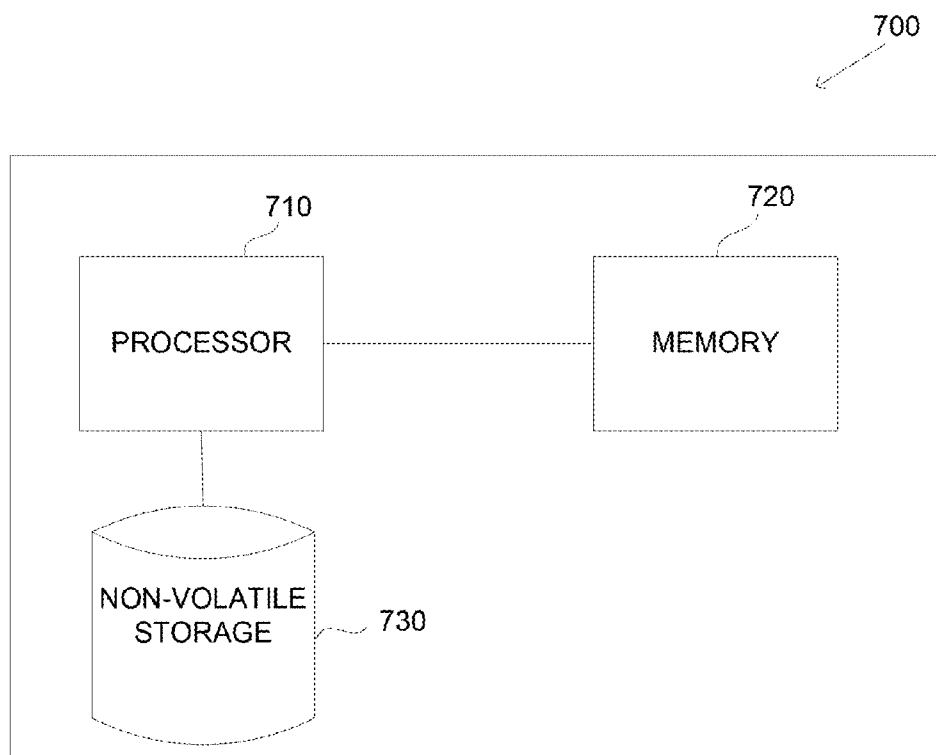 700
710
720
PROCESSOR
MEMORY
NON-VOLATILE
STORAGE
730